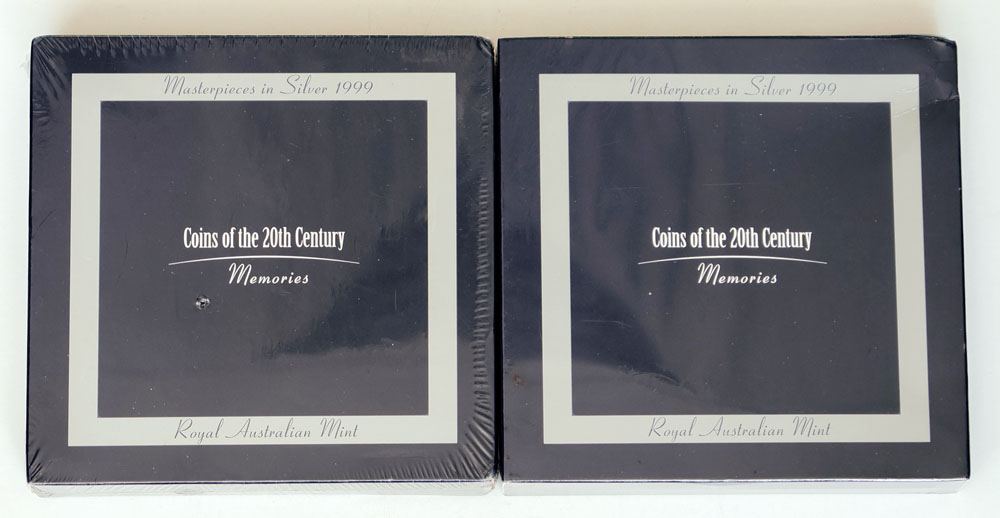 Masterpieces in Silver 1999
Coins of the 20th Century
Memories
Royal Australian Mint
Masterpieces in Silver 1999
Coins of the 20th Century
Memories
Royal Australian Mint